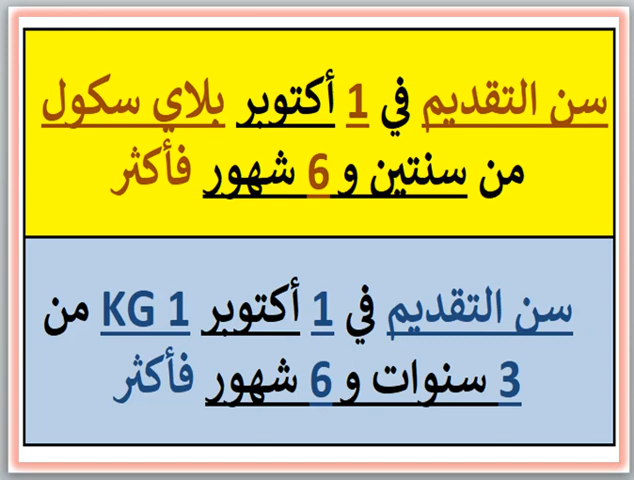 سن التقديم في 1 أكتوبر بلاي سكول
من سنتين و 6 شهور فأكثر
سن التقديم في 1 أكتوبر KG 1 من
3 سنوات و 6 شهور فأكثر